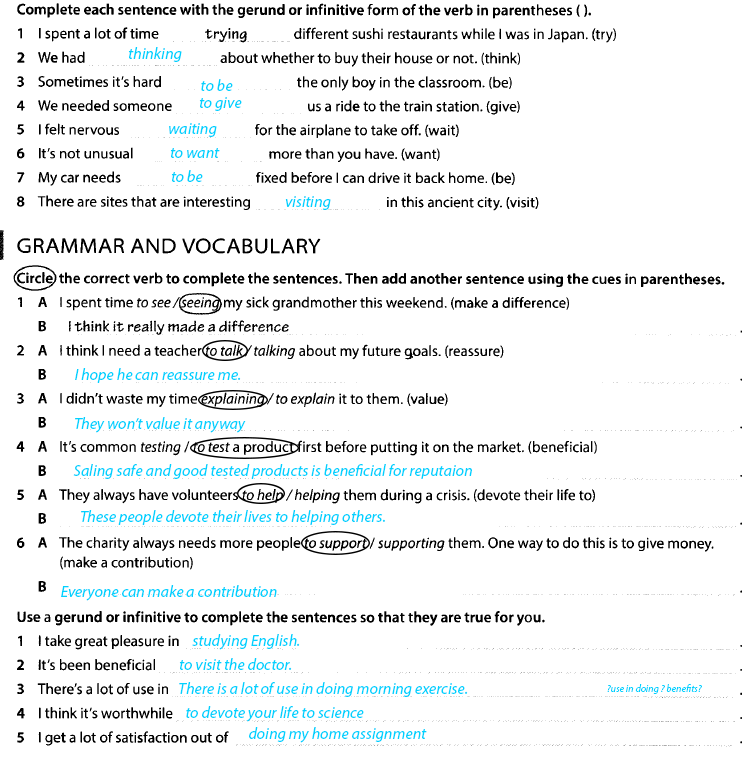 Complete each sentence with the gerund or infinitive form of the verb in parentheses ( ).
1 I spent a lot of time trying different sushi restaurants while I was in Japan. (try)
2 We had thinking about whether to buy their house or not. (think)
3 Sometimes it's hard to be the only boy in the classroom. (be)
4 We needed someone to give us a ride to the train station. (give)
5 I felt nervous waiting for the airplane to take off. (wait)
6 It's not unusual to want more than you have. (want)
7 My car needs to be fixed before I can drive it back home. (be)
8 There are sites that are interesting visiting in this ancient city. (visit)
GRAMMAR AND VOCABULARY
Circle the correct verb to complete the sentences. Then add another sentence using the cues in parentheses.
1 A I spent time to see / seeing my sick grandmother this weekend. (make a difference)
B I think it really made a difference.
2 A I think I need a teacher to talk / talking about my future goals. (reassure)
B I hope he can reassure me.
3 A I didn't waste my time explaining / to explain it to them. (value)
B They won't value it anyway.
4 A It's common testing / to test a product first before putting it on the market. (beneficial)
B Saling safe and good tested products is beneficial for reputaion.
5 A They always have volunteers to help / helping them during a crisis. (devote their life to)
B These people devote their lives to helping others.
6 A The charity always needs more people to support / supporting them. One way to do this is to give money.
(make a contribution)
B Everyone can make a contribution.
Use a gerund or infinitive to complete the sentences so that they are true for you.
1 I take great pleasure in studying English.
2 It's been beneficial to visit the doctor.
3 There's a lot of use in There is a lot of use in doing morning exercise. ?use in doing ? benefits?
4 I think it's worthwhile to devote your life to science
5 I get a lot of satisfaction out of doing my home assignment.